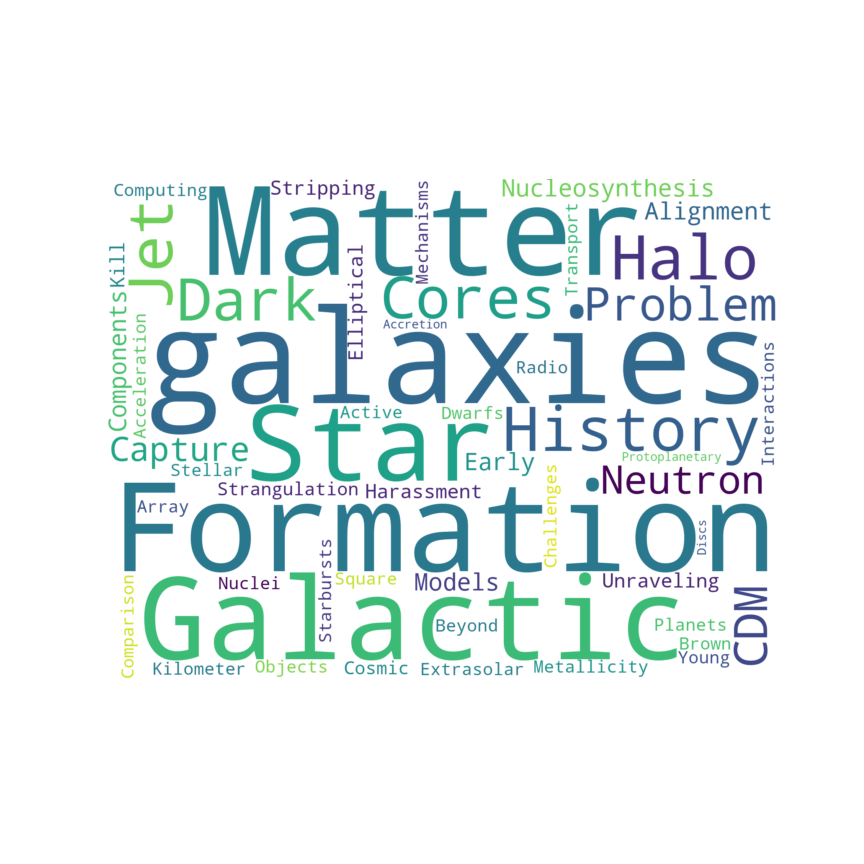 Computing
Stripping
Mechanisms
Nucleosynthesis
Matter
Jet
Transport
Alignment
Kill
Halo
Dark
Elliptical
Cores
Problem
Components
Acceleration
Accretion
galaxies
Radio
Interactions
Star
Active
Dwarfs
History
Capture
Stellar
Early
Protoplanetary
Strangulation
Harassment
Challenges
Neutron
Formation
Array
Discs
Comparison
Galactic
Nuclei
Starbursts
Square
Models
Unraveling
CDM
Beyond
Planets
Brown
Young
Kilometer
Objects
Cosmic
Extrasolar
Metallicity